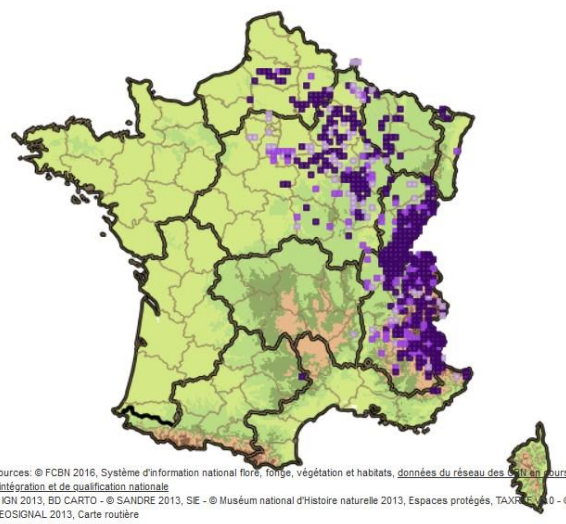 ources: © FCBN 2016, Système d'information national flore, fonge, végétation et habitats, données du réseau des CBN en cours
intégration et de qualification nationale
IGN 2013, BD CARTO - © SANDRE 2013, SIE - © Muséum national d'Histoire naturelle 2013, Espaces protégés,
EOSIGNAL 2013, Carte routière